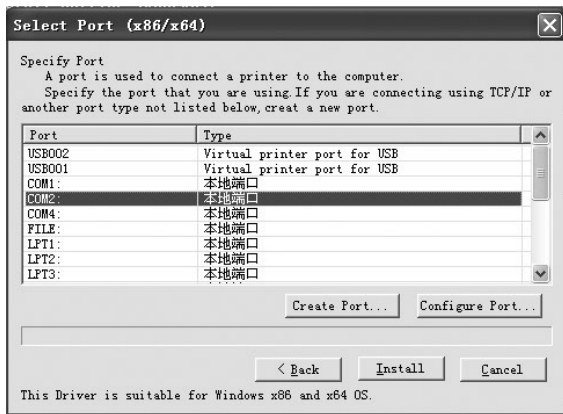 Select Port (x86/x64)
Specify Port
A port is used to connect a printer to the computer.
Specify the port that you are using.If you are connecting using TCP/IP or
another port type not listed below,creat a new port.
Port Type
USB002 Virtual printer port for USB
USB001 Virtual printer port for USB
COM1: 本地端口
COM2: 本地端口
COM4: 本地端口
FILE: 本地端口
LPT1: 本地端口
LPT2: 本地端口
LPT3: 本地端口
Create Port... Configure Port...
< Back Install Cancel
This Driver is suitable for Windows x86 and x64 OS.